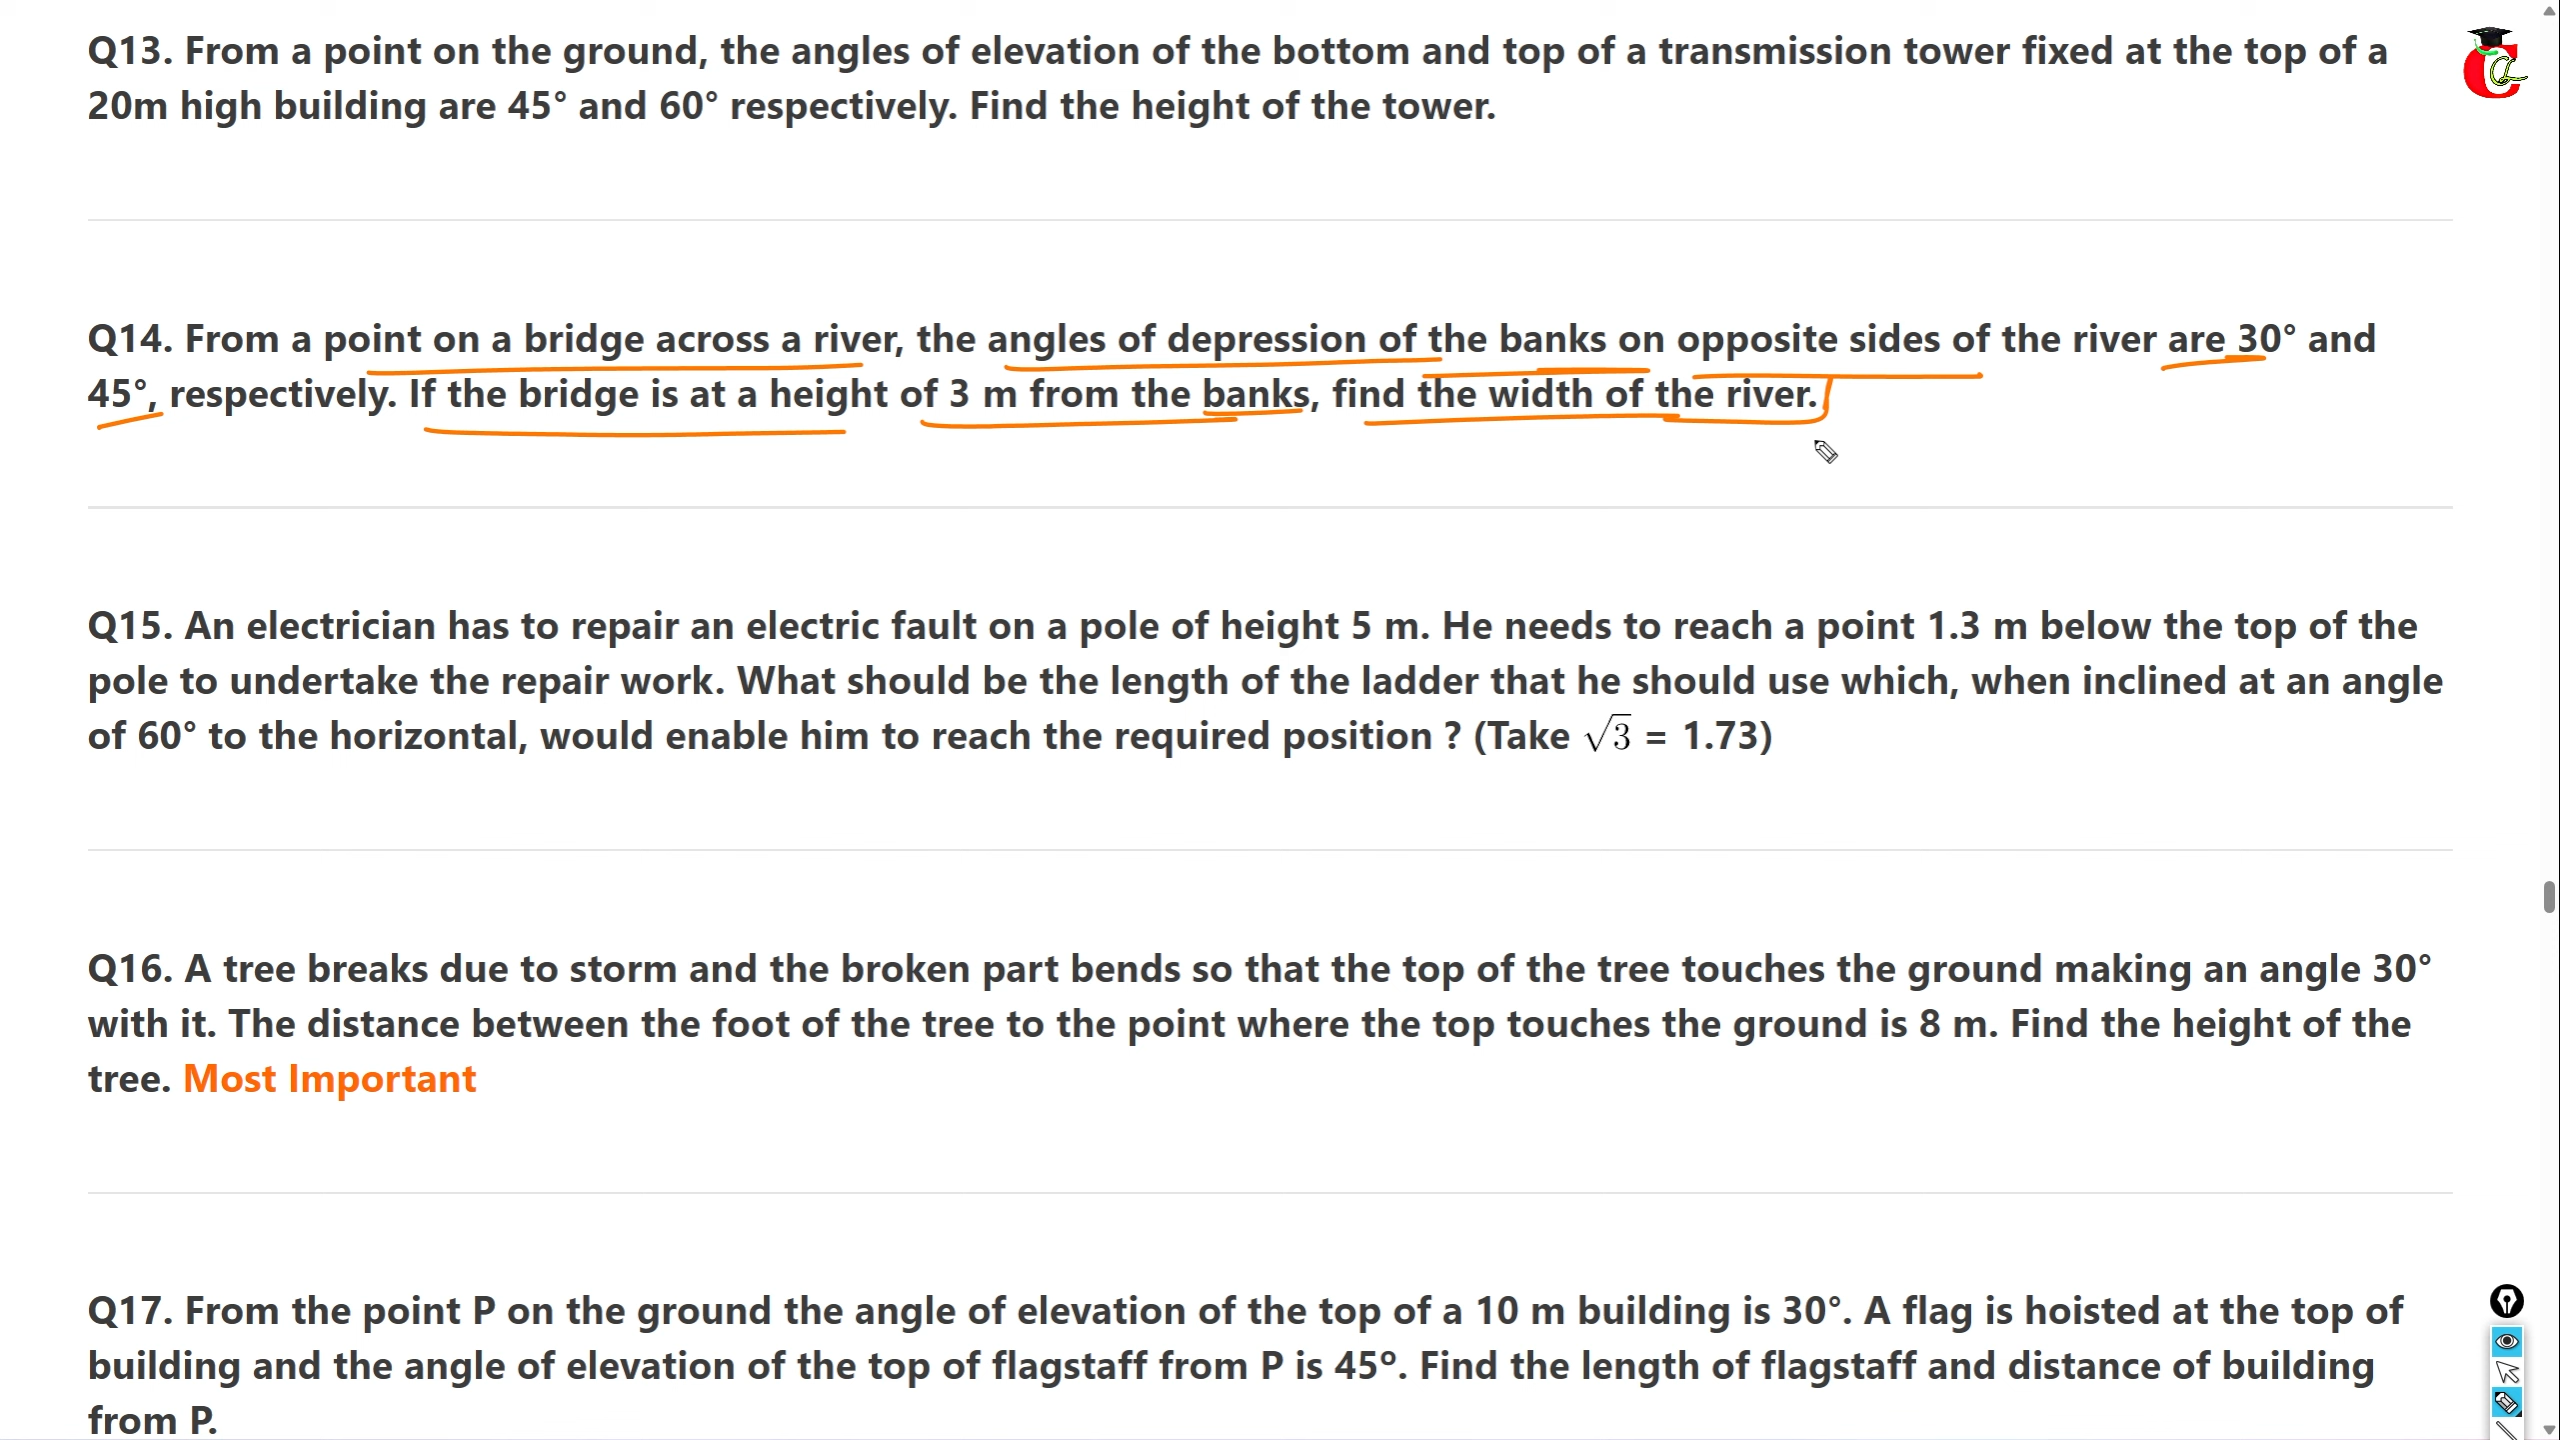 Q13. From a point on the ground, the angles of elevation of the bottom and top of a transmission tower fixed at the top of a
20m high building are 45° and 60° respectively. Find the height of the tower.
Q14. From a point on a bridge across a river, the angles of depression of the banks on opposite sides of the river are 30° and
45°, respectively. If the bridge is at a height of 3 m from the banks, find the width of the river.
Q15. An electrician has to repair an electric fault on a pole of height 5 m. He needs to reach a point 1.3 m below the top of the
pole to undertake the repair work. What should be the length of the ladder that he should use which, when inclined at an angle
of 60° to the horizontal, would enable him to reach the required position ? (Take √3 = 1.73)
Q16. A tree breaks due to storm and the broken part bends so that the top of the tree touches the ground making an angle 30°
with it. The distance between the foot of the tree to the point where the top touches the ground is 8 m. Find the height of the
tree. Most Important
Q17. From the point P on the ground the angle of elevation of the top of a 10 m building is 30°. A flag is hoisted at the top of
building and the angle of elevation of the top of flagstaff from P is 45º. Find the length of flagstaff and distance of building
from P.